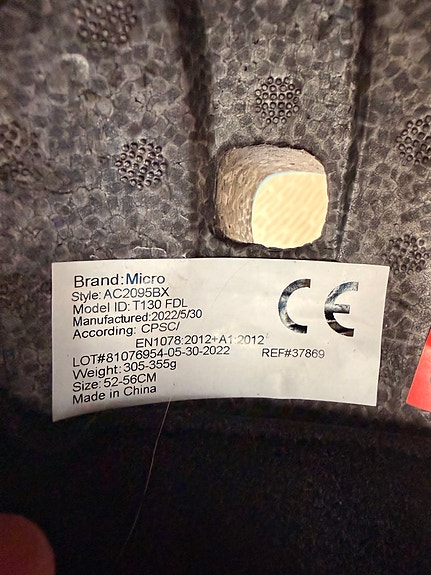 Brand:Micro
Style: AC2095BX
Model ID: T130 FDL
Manufactured:2022/5/30
According: CPSC/
EN1078:2012+A1:2012
LOT#81076954-05-30-2022 REF#37869
Weight: 305-355g
Size: 52-56CM
Made in China
CE